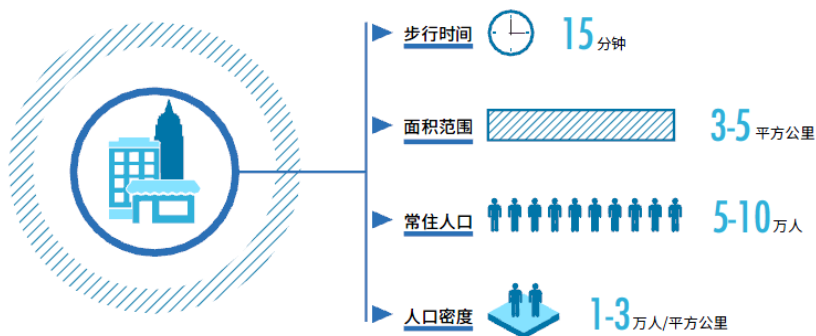 步行时间 15分钟
面积范围 3-5平方公里
常住人口 5-10万人
人口密度 1-3万人/平方公里